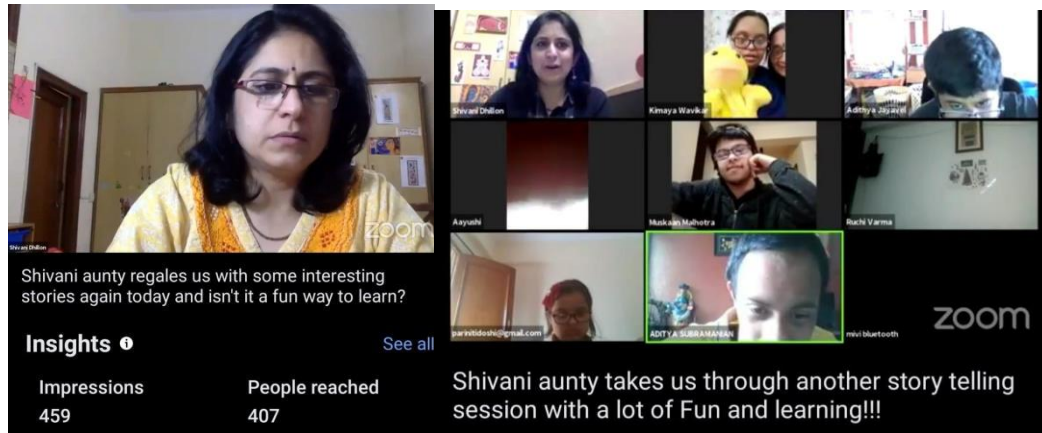 zoom
Shivani Dhillon
Shivani aunty regales us with some interesting
stories again today and isn't it a fun way to learn?
Insights
See all
Impressions
People reached
459
407
Shivani Dhillon
Kimaya Wavikar
Adithya Jayavel
Aayushi
Muskaan Malhotra
Ruchi Varma
parinitidoshi@gmail.com
ADITYA SUBRAMANIAN
mivi bluetooth
zoom
Shivani aunty takes us through another story telling
session with a lot of Fun and learning!!!